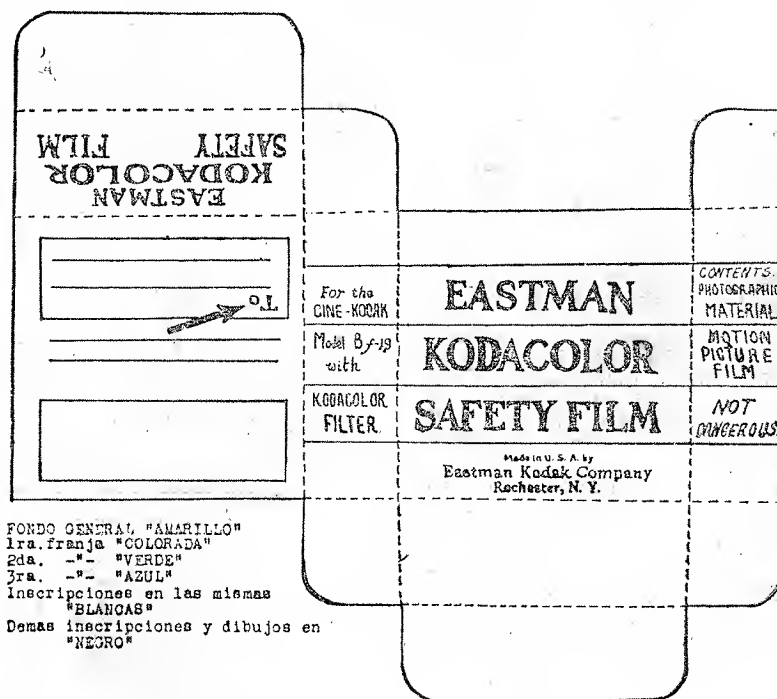 SAFETY FILM
KODACOLOR
EASTMAN
To
For the
CINE-KODAK
Model B f-19
with
KODACOLOR
FILTER
EASTMAN
KODACOLOR
SAFETY FILM
Made in U. S. A. by
Eastman Kodak Company
Rochester, N. Y.
CONTENTS.
PHOTOGRAPHIC
MATERIAL
MOTION
PICTURE
FILM
NOT
DANGEROUS
FONDO GENERAL "AMARILLO"
1ra.franja "COLORADA"
2da. -"- "VERDE"
3ra. -"- "AZUL"
Inscripciones en las mismas
"BLANCAS"
Demas inscripciones y dibujos en
"NEGRO"